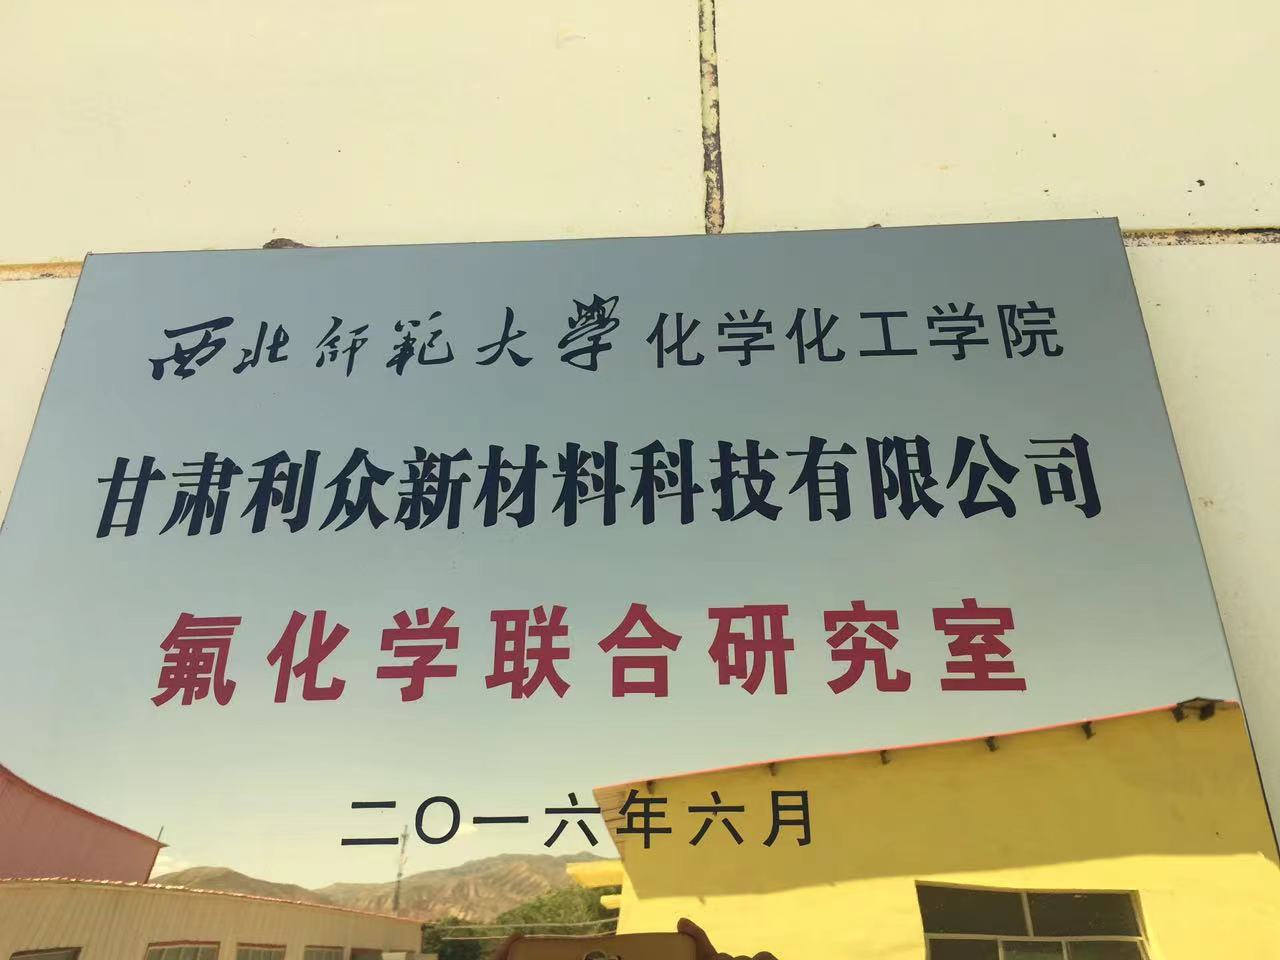 西北师範大學化学化工学院
甘肃利众新材料科技有限公司
氟化学联合研究室
二〇一六年六月